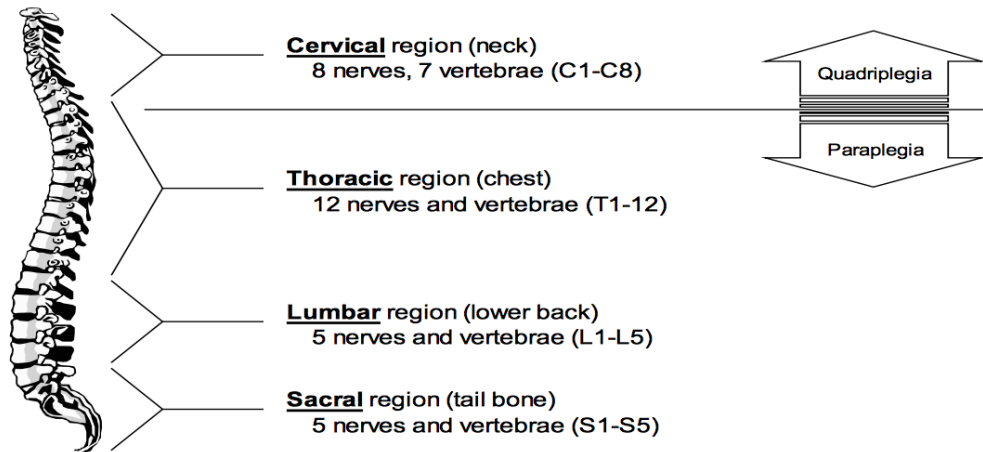 Cervical region (neck)
8 nerves, 7 vertebrae (C1-C8)
Quadriplegia
Paraplegia
Thoracic region (chest)
12 nerves and vertebrae (T1-12)
Lumbar region (lower back)
5 nerves and vertebrae (L1-L5)
Sacral region (tail bone)
5 nerves and vertebrae (S1-S5)